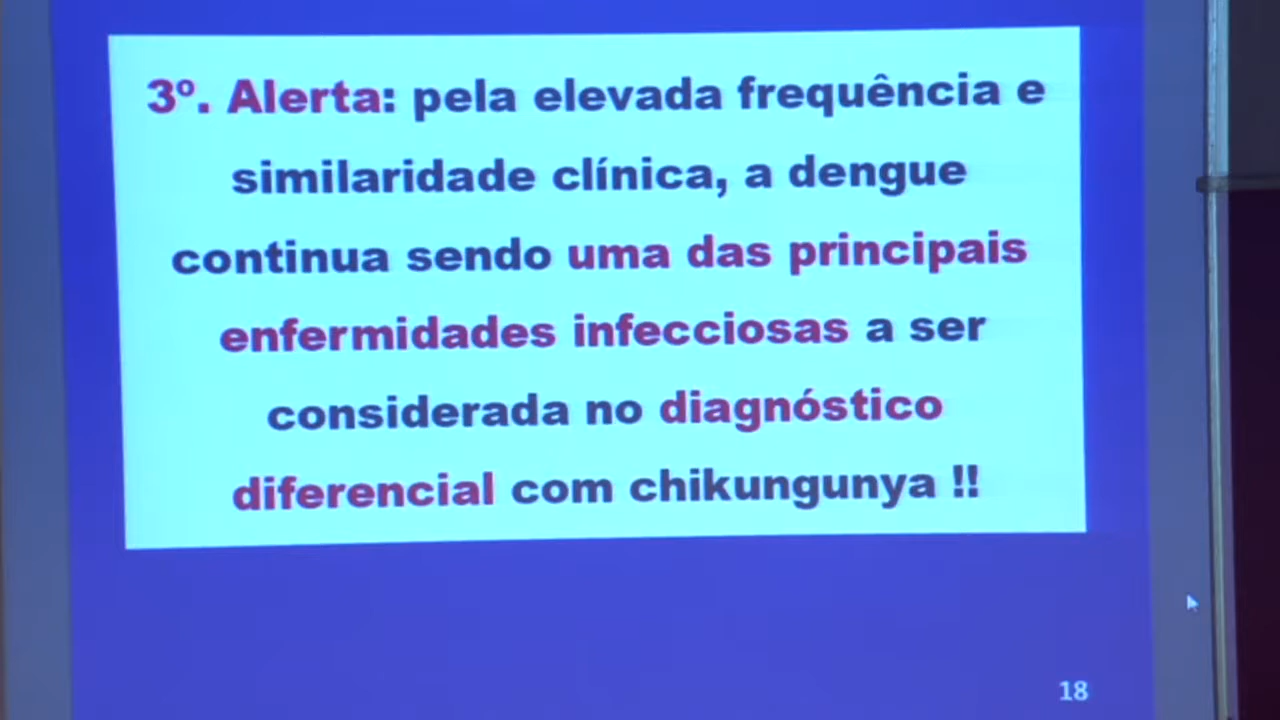 3º. Alerta: pela elevada frequência e
similaridade clínica, a dengue
continua sendo uma das principais
enfermidades infecciosas a ser
considerada no diagnóstico
diferencial com chikungunya !!
18